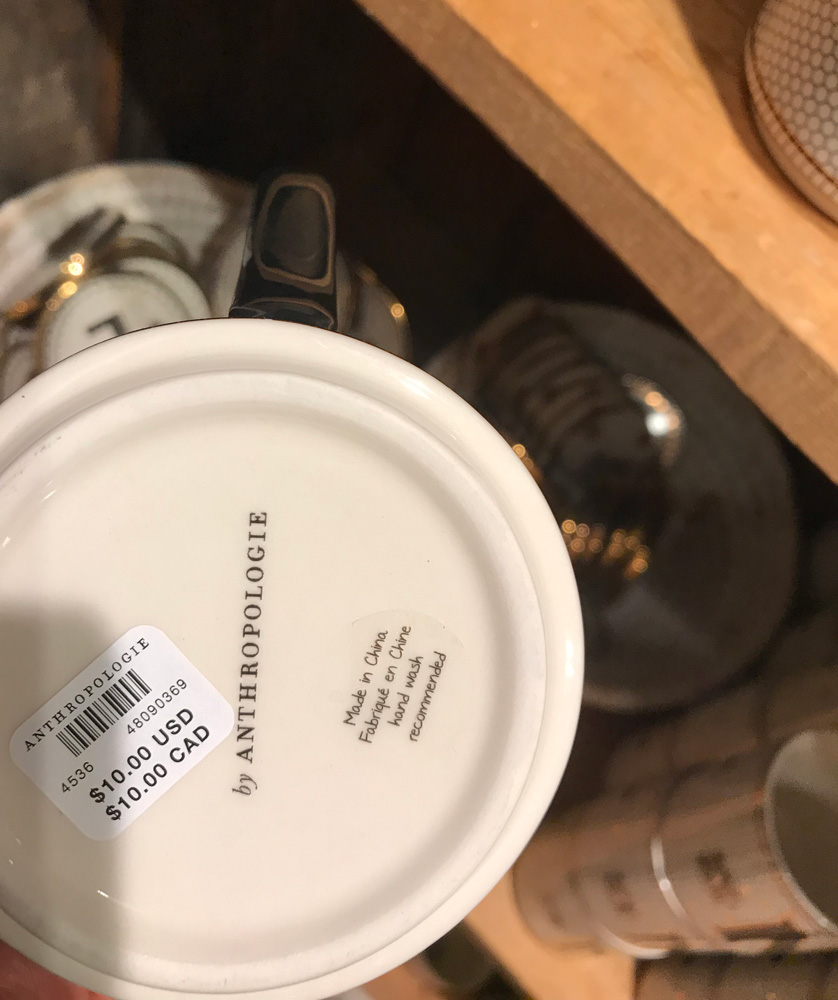 ANTHROPOLOGIE
48090369
4536
$10.00 USD
$10.00 CAD
by ANTHROPOLOGIE
Made in China
Fabriqué en Chine
hand wash
recommended